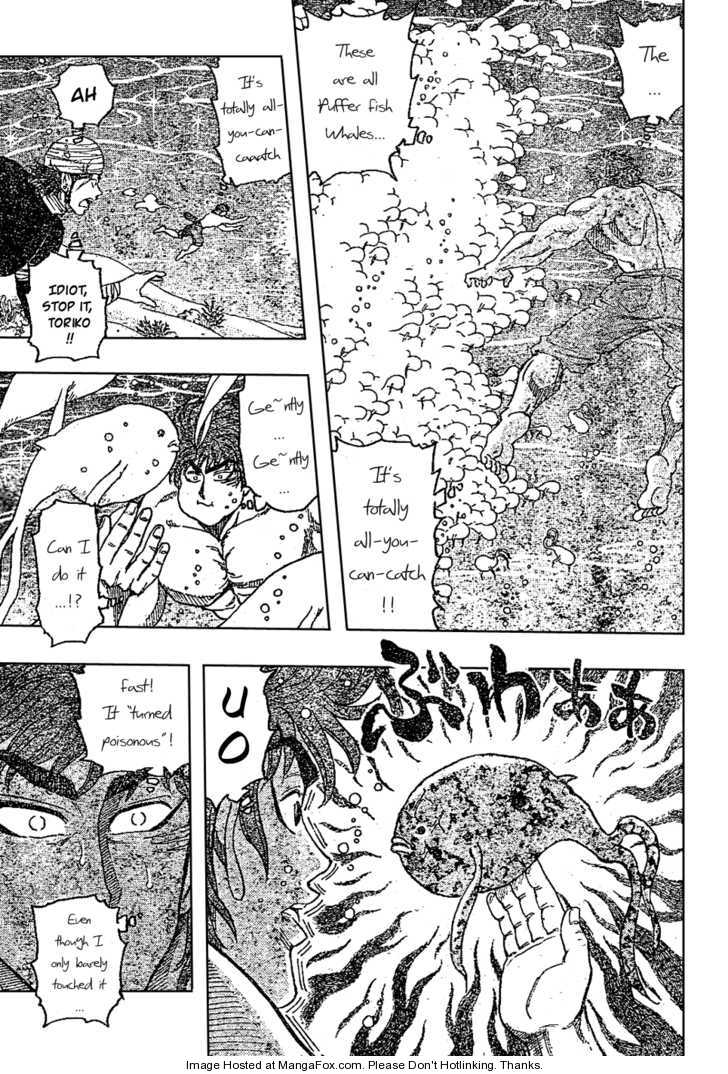 The
...
These
are all
Puffer fish
Whales...
It's
totally
all-you-
can-catch
!!
It's
totally all-
you-can-
caaatch
AH
IDIOT,
STOP IT,
TORIKO
!!
Ge~ntly
...
Ge~ntly
...
Can I
do it
...!?
ぶわぁぁ
UO
fast!
It "turned
poisonous"!
Even
though I
only barely
touched it
...
Image Hosted at MangaFox.com. Please Don't Hotlinking. Thanks.